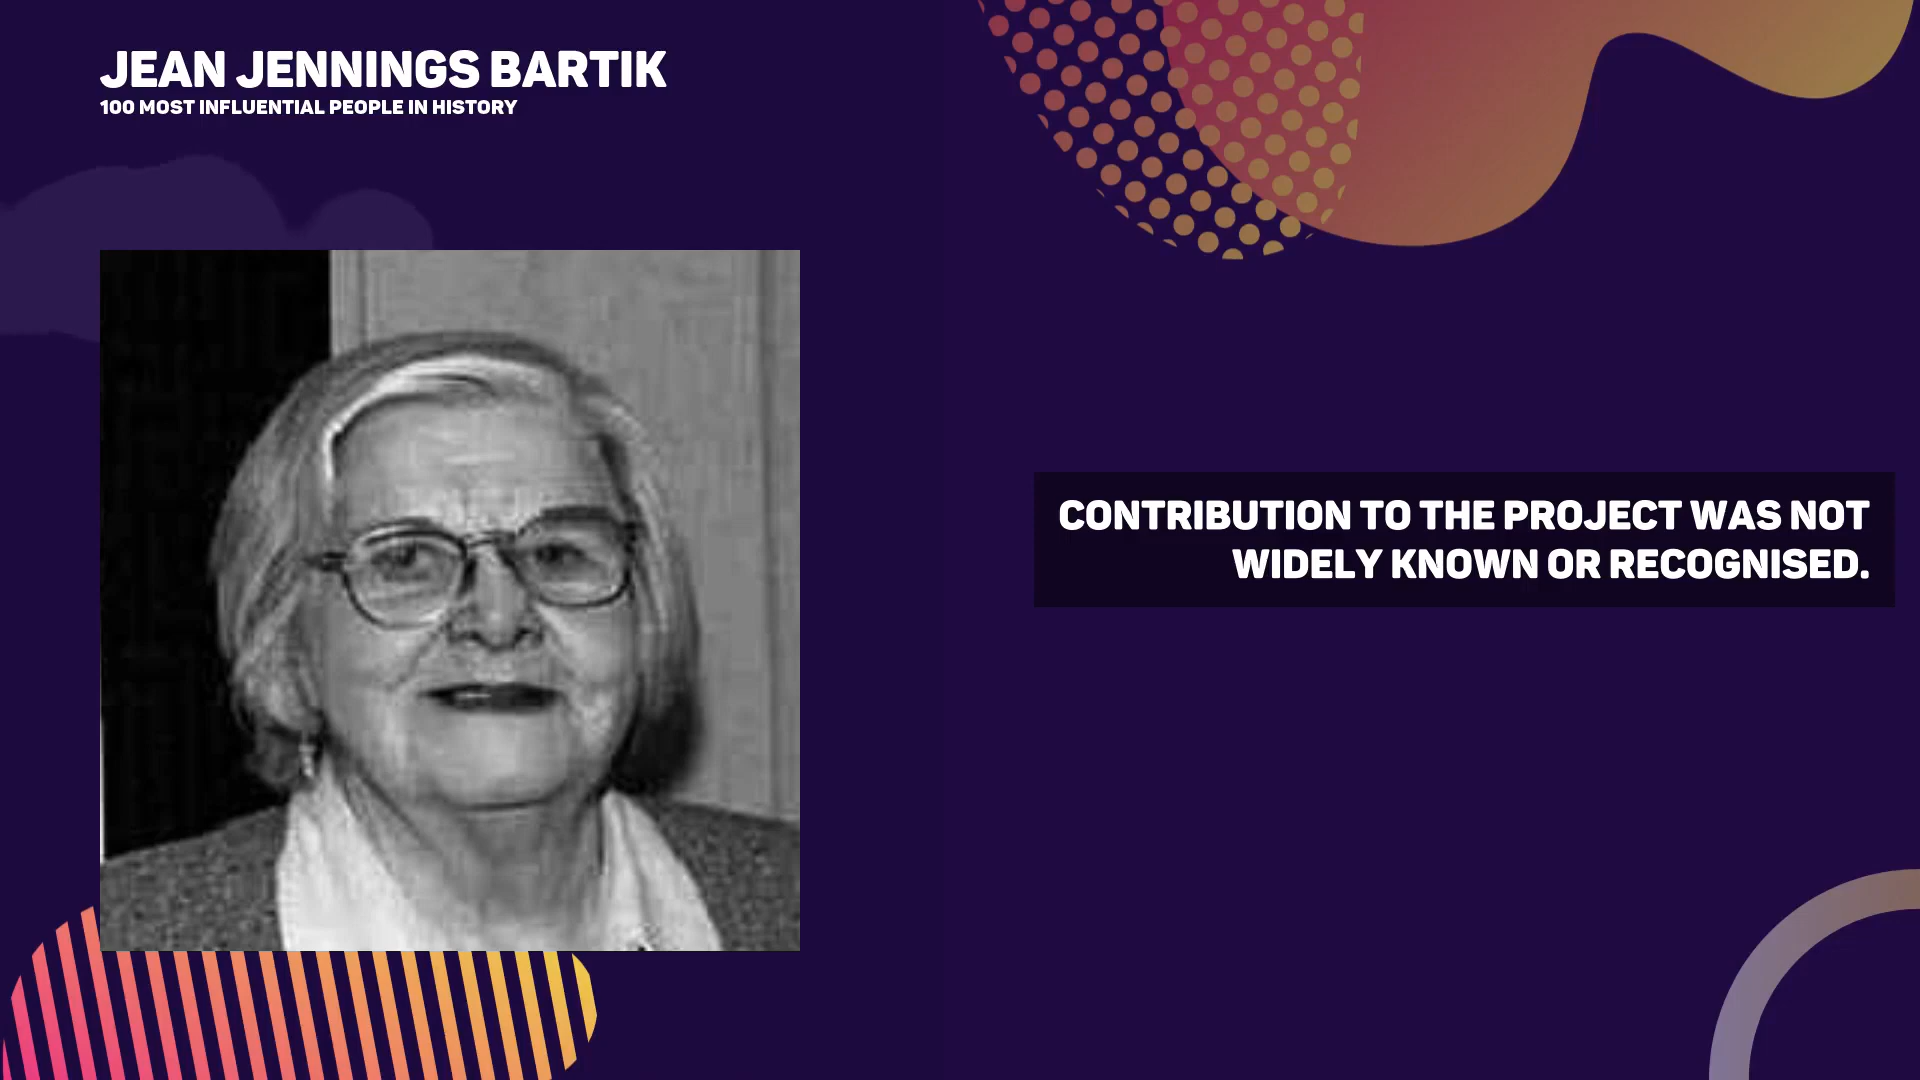 JEAN JENNINGS BARTIK
100 MOST INFLUENTIAL PEOPLE IN HISTORY
CONTRIBUTION TO THE PROJECT WAS NOT
WIDELY KNOWN OR RECOGNISED.